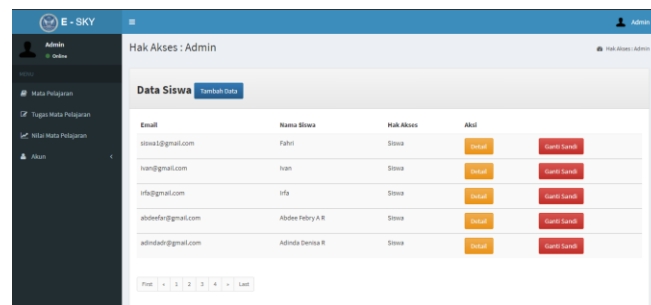 E - SKY
Admin
Admin
Online
Hak Akses : Admin
Hak Akses : Admin
MENU
Mata Pelajaran
Tugas Mata Pelajaran
Nilai Mata Pelajaran
Akun
Data Siswa Tambah Data
Email Nama Siswa Hak Akses Aksi
siswa1@gmail.com Fahri Siswa Detail Ganti Sandi
ivan@gmail.com Ivan Siswa Detail Ganti Sandi
irfa@gmail.com Irfa Siswa Detail Ganti Sandi
abdeefar@gmail.com Abdee Febry A R Siswa Detail Ganti Sandi
adindadr@gmail.com Adinda Denisa R Siswa Detail Ganti Sandi
First « 1 2 3 4 » Last